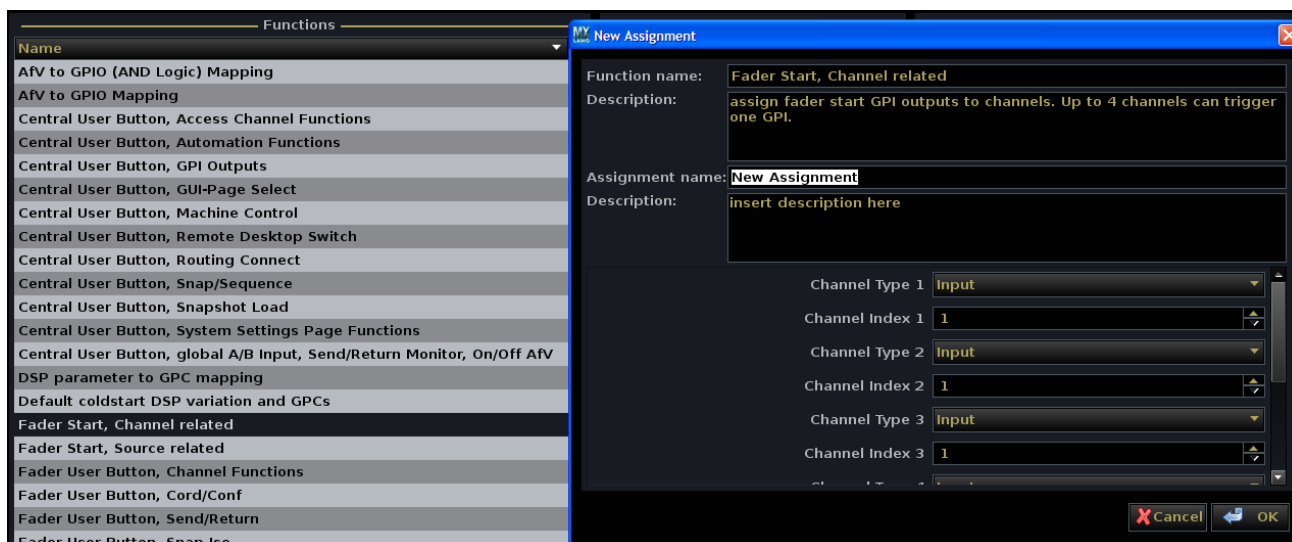 Functions
Name
AfV to GPIO (AND Logic) Mapping
AfV to GPIO Mapping
Central User Button, Access Channel Functions
Central User Button, Automation Functions
Central User Button, GPI Outputs
Central User Button, GUI-Page Select
Central User Button, Machine Control
Central User Button, Remote Desktop Switch
Central User Button, Routing Connect
Central User Button, Snap/Sequence
Central User Button, Snapshot Load
Central User Button, System Settings Page Functions
Central User Button, global A/B Input, Send/Return Monitor, On/Off AfV
DSP parameter to GPC mapping
Default coldstart DSP variation and GPCs
Fader Start, Channel related
Fader Start, Source related
Fader User Button, Channel Functions
Fader User Button, Cord/Conf
Fader User Button, Send/Return
Fader User Button, Snap Iso
MY LAWO New Assignment
Function name: Fader Start, Channel related
Description: assign fader start GPI outputs to channels. Up to 4 channels can trigger
one GPI.
Assignment name: New Assignment
Description: insert description here
Channel Type 1 Input
Channel Index 1 1
Channel Type 2 Input
Channel Index 2 1
Channel Type 3 Input
Channel Index 3 1
Cancel OK